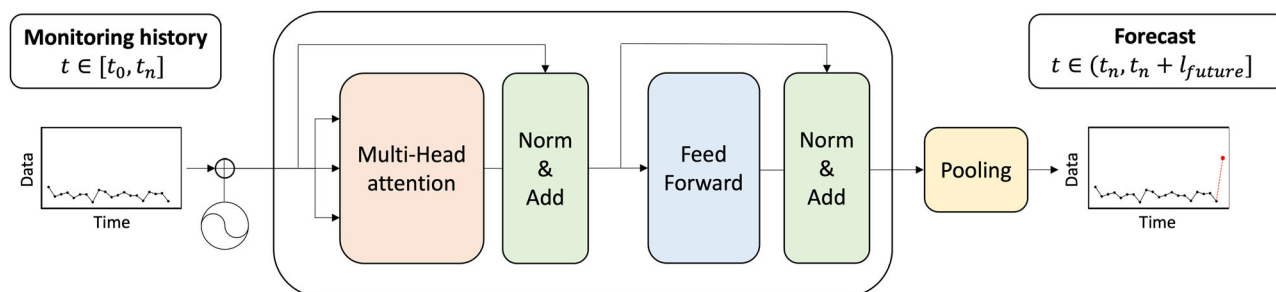 Monitoring history
t ∈ [t₀, tₙ]
Data
Time
Multi-Head
attention
Norm
&
Add
Feed
Forward
Norm
&
Add
Pooling
Forecast
t ∈ (tₙ, tₙ + l_future]
Data
Time